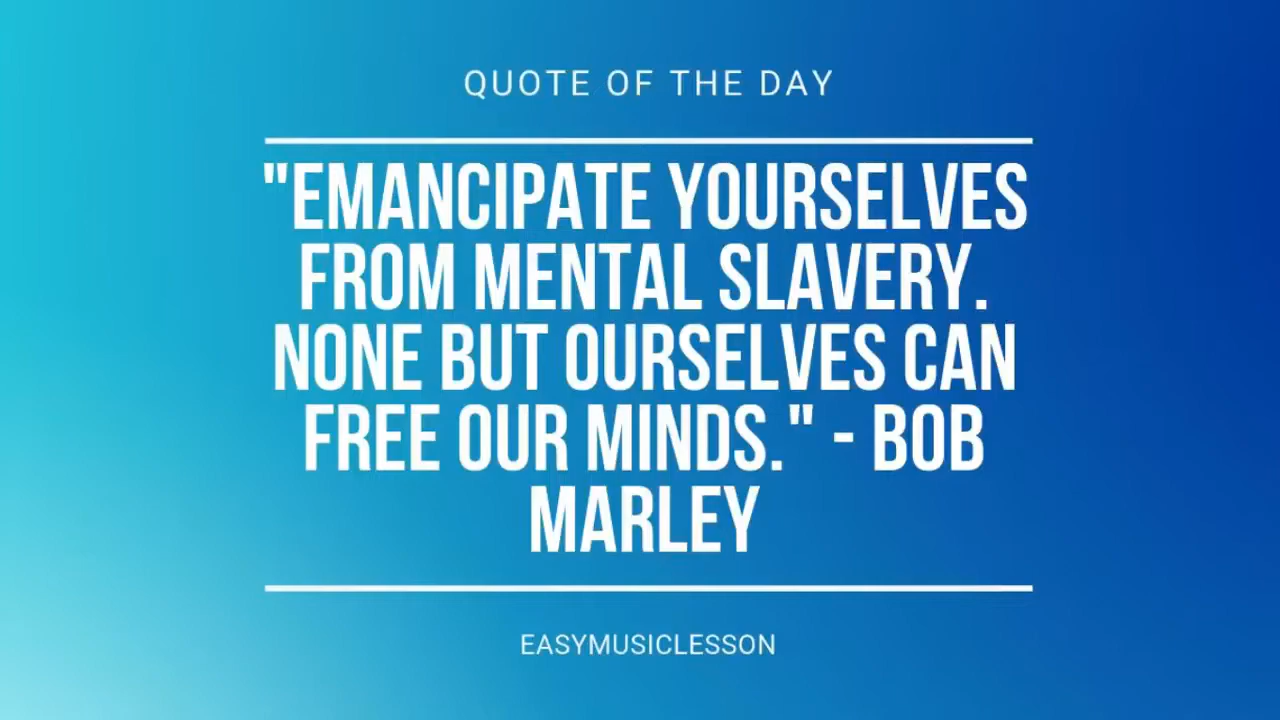 QUOTE OF THE DAY
"EMANCIPATE YOURSELVES
FROM MENTAL SLAVERY.
NONE BUT OURSELVES CAN
FREE OUR MINDS." - BOB
MARLEY
EASYMUSICLESSON